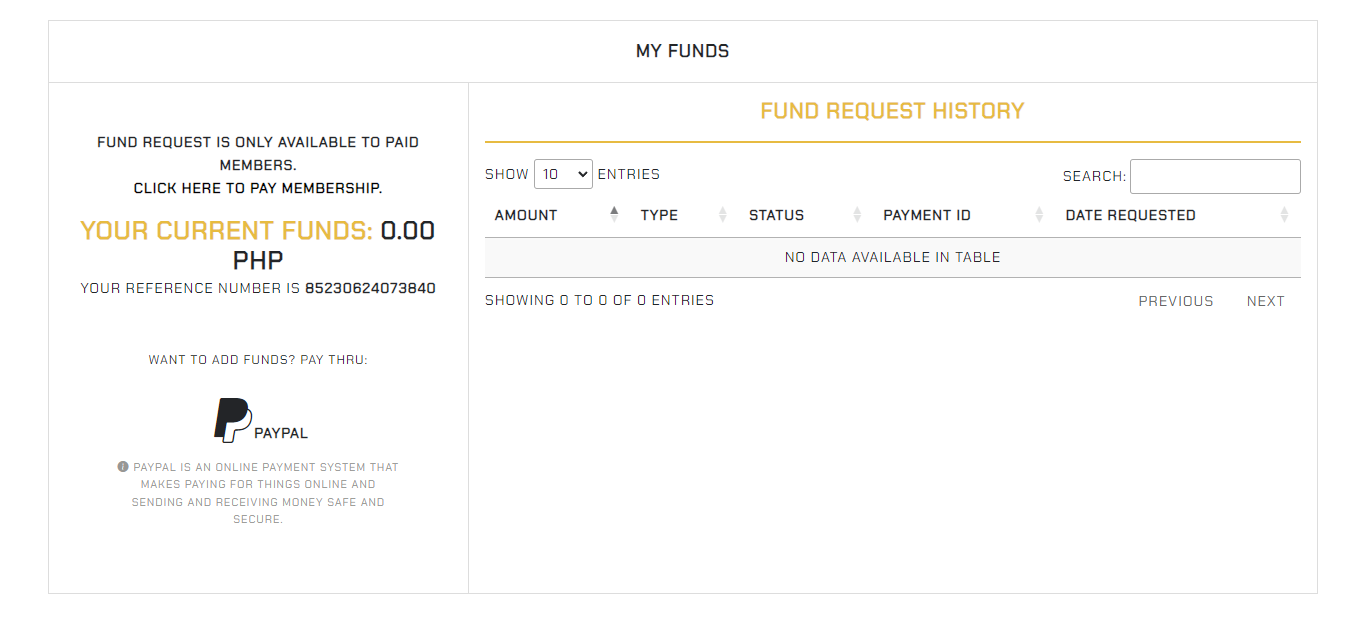 MY FUNDS
FUND REQUEST IS ONLY AVAILABLE TO PAID
MEMBERS.
CLICK HERE TO PAY MEMBERSHIP.
YOUR CURRENT FUNDS: 0.00
PHP
YOUR REFERENCE NUMBER IS 85230624073840
WANT TO ADD FUNDS? PAY THRU:
PAYPAL
PAYPAL IS AN ONLINE PAYMENT SYSTEM THAT
MAKES PAYING FOR THINGS ONLINE AND
SENDING AND RECEIVING MONEY SAFE AND
SECURE.
FUND REQUEST HISTORY
SHOW 10 ENTRIES
SEARCH:
AMOUNT TYPE STATUS PAYMENT ID DATE REQUESTED
NO DATA AVAILABLE IN TABLE
SHOWING 0 TO 0 OF 0 ENTRIES
PREVIOUS NEXT